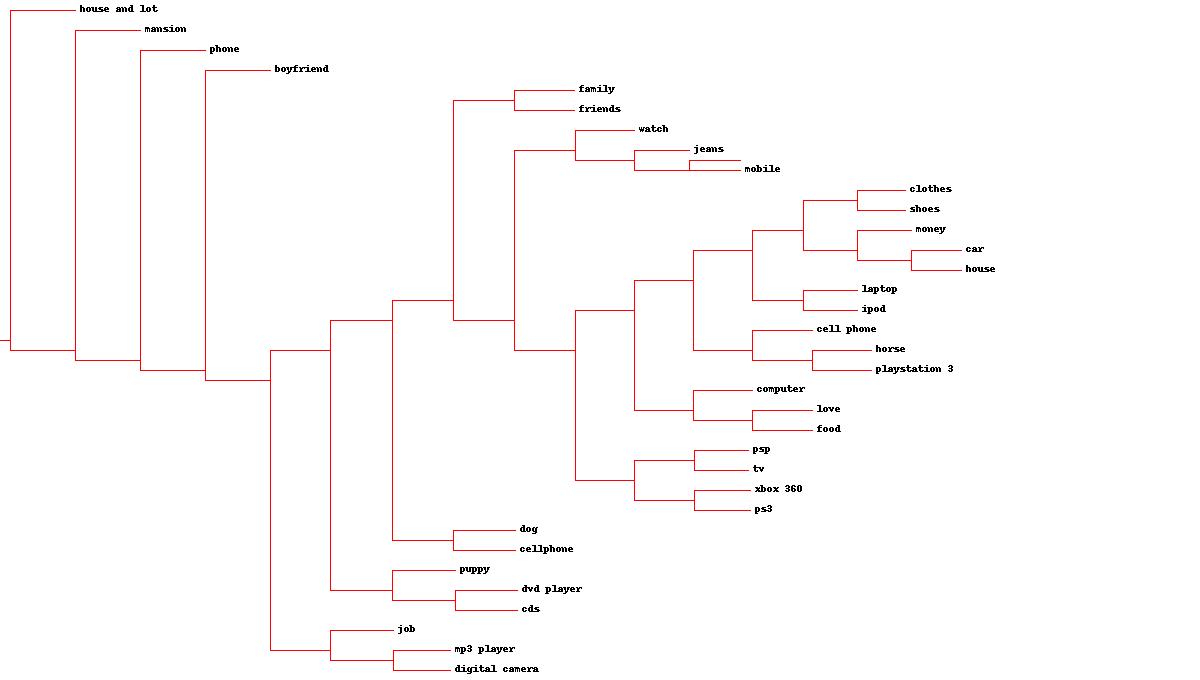 house and lot
mansion
phone
boyfriend
family
friends
watch
jeans
mobile
clothes
shoes
money
car
house
laptop
ipod
cell phone
horse
playstation 3
computer
love
food
psp
tv
xbox 360
ps3
dog
cellphone
puppy
dvd player
cds
job
mp3 player
digital camera